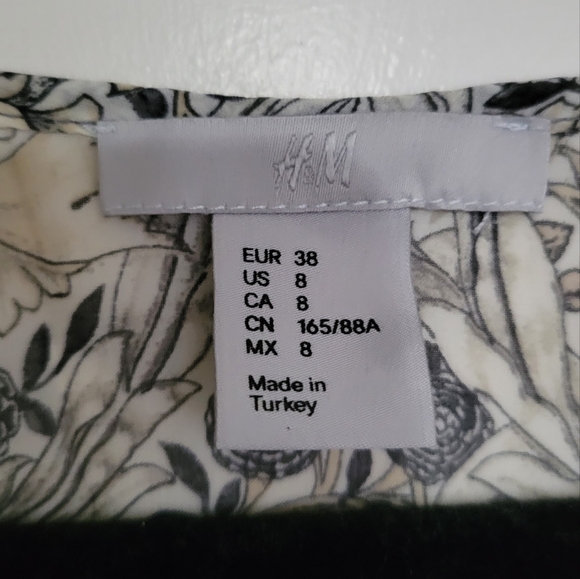 H&M
EUR 38
US 8
CA 8
CN 165/88A
MX 8
Made in
Turkey